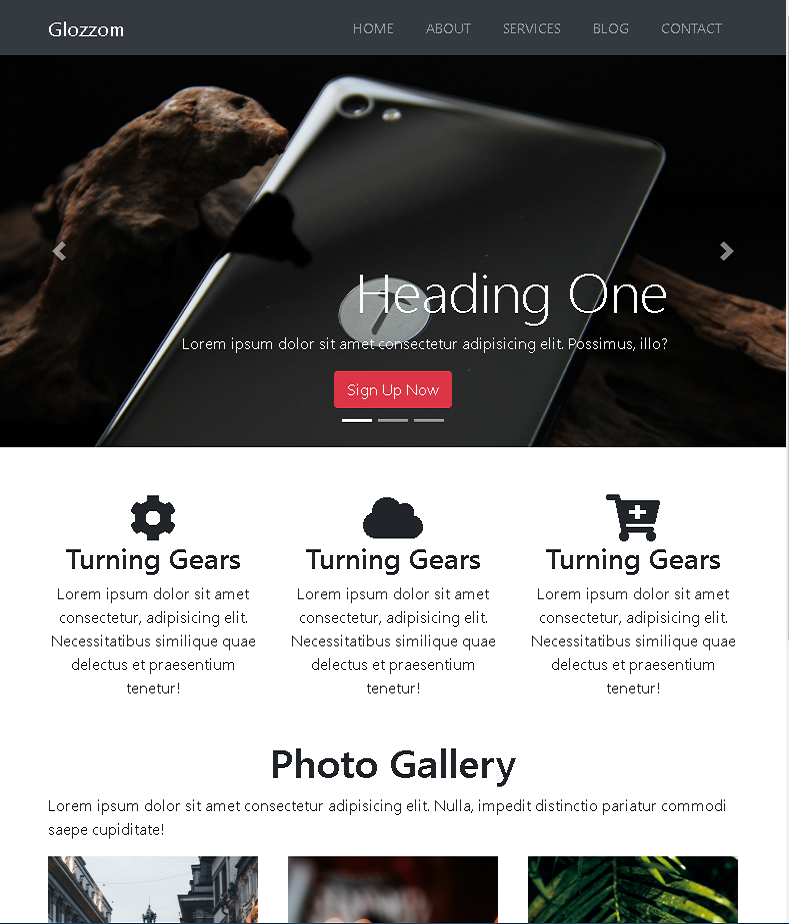 Glozzom HOME ABOUT SERVICES BLOG CONTACT
Heading One
Lorem ipsum dolor sit amet consectetur adipisicing elit. Possimus, illo?
Sign Up Now
Turning Gears
Lorem ipsum dolor sit amet
consectetur, adipisicing elit.
Necessitatibus similique quae
delectus et praesentium
tenetur!
Turning Gears
Lorem ipsum dolor sit amet
consectetur, adipisicing elit.
Necessitatibus similique quae
delectus et praesentium
tenetur!
Turning Gears
Lorem ipsum dolor sit amet
consectetur, adipisicing elit.
Necessitatibus similique quae
delectus et praesentium
tenetur!
Photo Gallery
Lorem ipsum dolor sit amet consectetur adipisicing elit. Nulla, impedit distinctio pariatur commodi
saepe cupiditate!